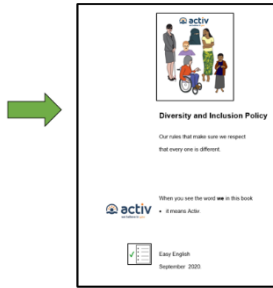 activ
Diversity and Inclusion Policy
Our rules that make sure we respect
that every one is different.
When you see the word we in this book
activ
• it means Activ
Easy English
September 2020